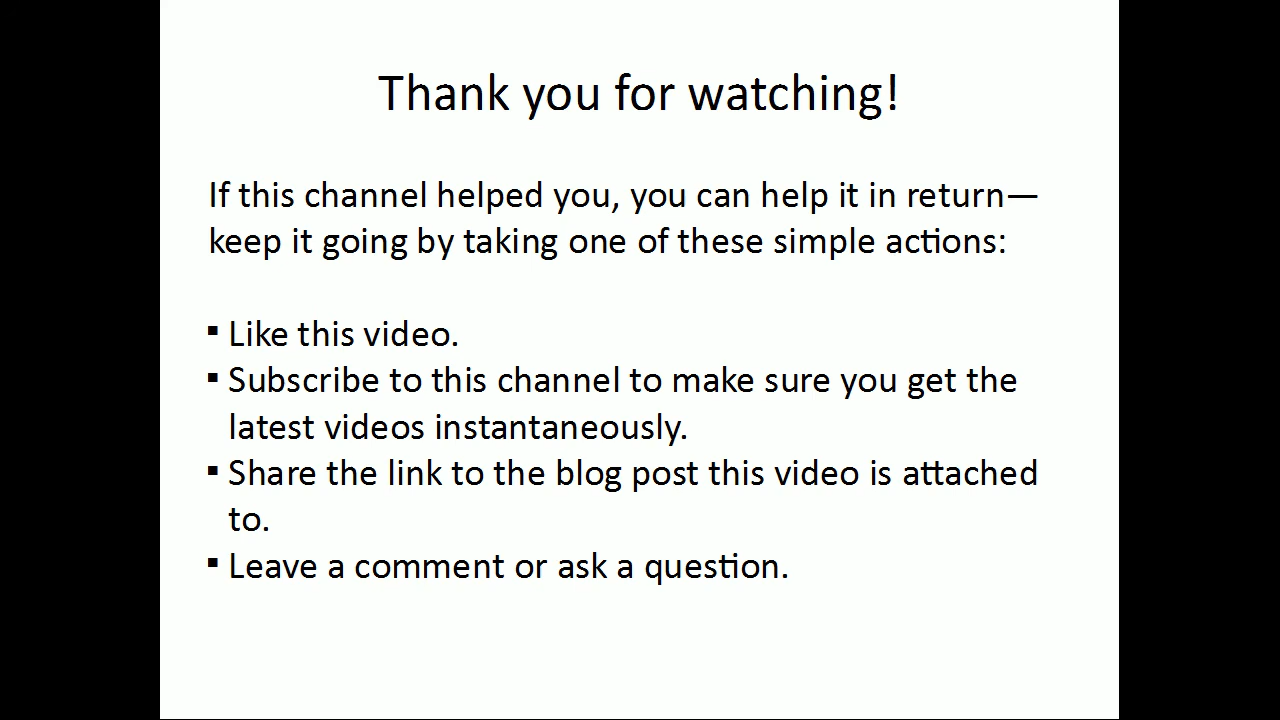 Thank you for watching!
If this channel helped you, you can help it in return—
keep it going by taking one of these simple actions:
▪ Like this video.
▪ Subscribe to this channel to make sure you get the
latest videos instantaneously.
▪ Share the link to the blog post this video is attached
to.
▪ Leave a comment or ask a question.